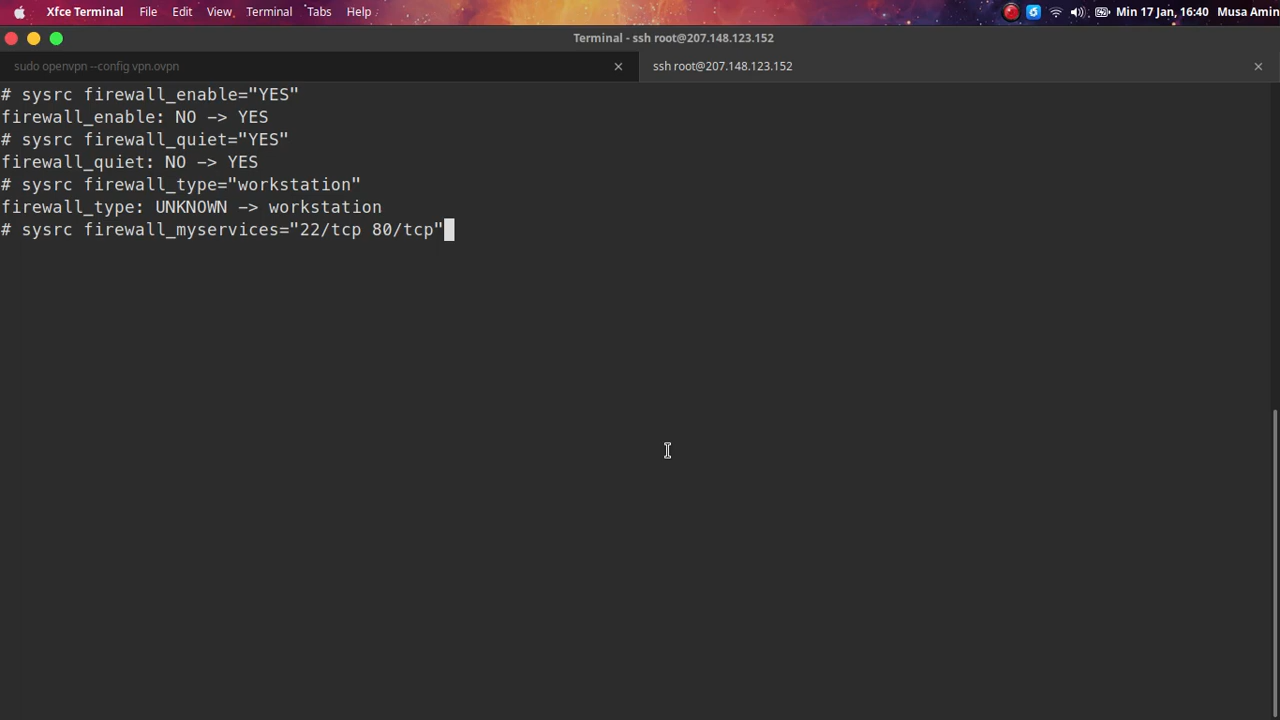 Xfce Terminal File Edit View Terminal Tabs Help Min 17 Jan, 16:40 Musa Amin
Terminal - ssh root@207.148.123.152
sudo openvpn --config vpn.ovpn ssh root@207.148.123.152
# sysrc firewall_enable="YES"
firewall_enable: NO -> YES
# sysrc firewall_quiet="YES"
firewall_quiet: NO -> YES
# sysrc firewall_type="workstation"
firewall_type: UNKNOWN -> workstation
# sysrc firewall_myservices="22/tcp 80/tcp"